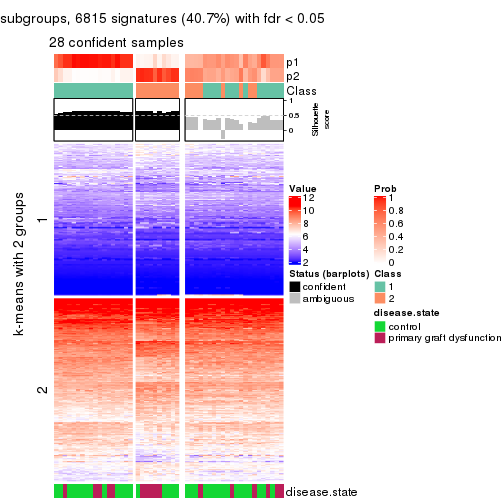 subgroups, 6815 signatures (40.7%) with fdr < 0.05
28 confident samples
p1
p2
Class
1
0.5
0
Silhouette
score
k-means with 2 groups
1
2
disease.state
Value
12
10
8
6
4
2
Prob
1
0.8
0.6
0.4
0.2
0
Status (barplots)
confident
ambiguous
Class
1
2
disease.state
control
primary graft dysfunction